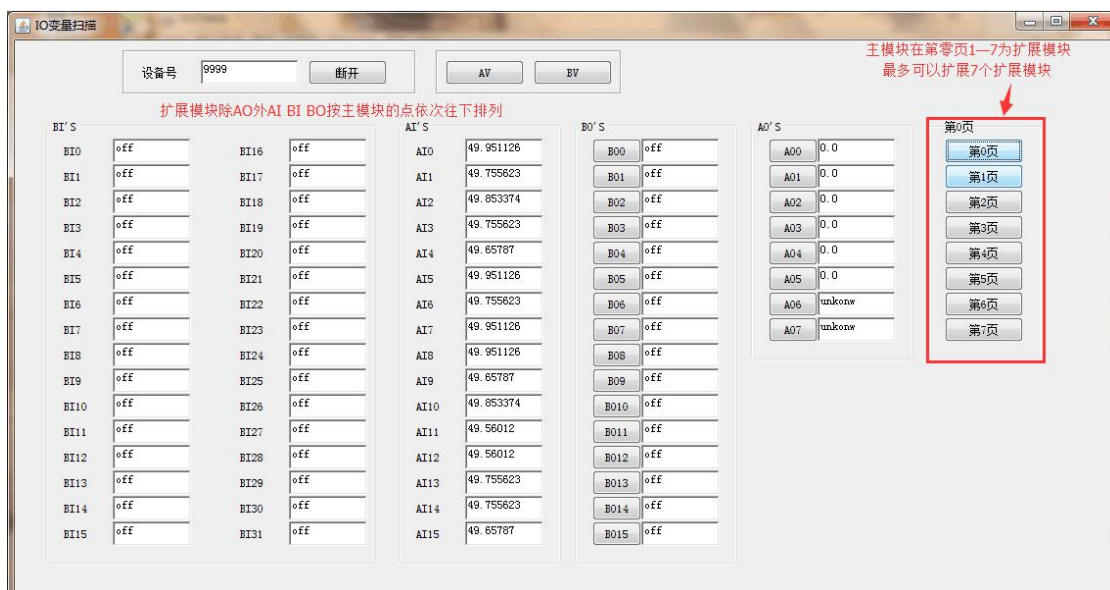 IO变量扫描
主模块在第零页1—7为扩展模块
最多可以扩展7个扩展模块
设备号 9999 断开 AV BV
扩展模块除AO外AI BI BO按主模块的点依次往下排列
BI'S AI'S BO'S AO'S 第0页
BI0 off BI16 off AI0 49.951126 BO0 off AO0 0.0 第0页
BI1 off BI17 off AI1 49.755623 BO1 off AO1 0.0 第1页
BI2 off BI18 off AI2 49.853374 BO2 off AO2 0.0 第2页
BI3 off BI19 off AI3 49.755623 BO3 off AO3 0.0 第3页
BI4 off BI20 off AI4 49.65787 BO4 off AO4 0.0 第4页
BI5 off BI21 off AI5 49.951126 BO5 off AO5 0.0 第5页
BI6 off BI22 off AI6 49.755623 BO6 off AO6 unkonw 第6页
BI7 off BI23 off AI7 49.951126 BO7 off AO7 unkonw 第7页
BI8 off BI24 off AI8 49.951126 BO8 off
BI9 off BI25 off AI9 49.65787 BO9 off
BI10 off BI26 off AI10 49.853374 BO10 off
BI11 off BI27 off AI11 49.56012 BO11 off
BI12 off BI28 off AI12 49.56012 BO12 off
BI13 off BI29 off AI13 49.755623 BO13 off
BI14 off BI30 off AI14 49.755623 BO14 off
BI15 off BI31 off AI15 49.65787 BO15 off